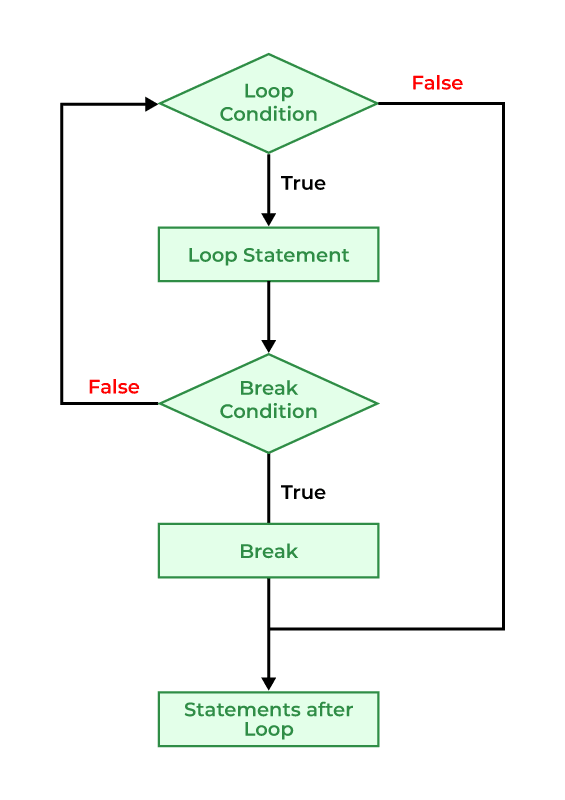 Loop
Condition
False
True
Loop Statement
Break
Condition
False
True
Break
Statements after
Loop